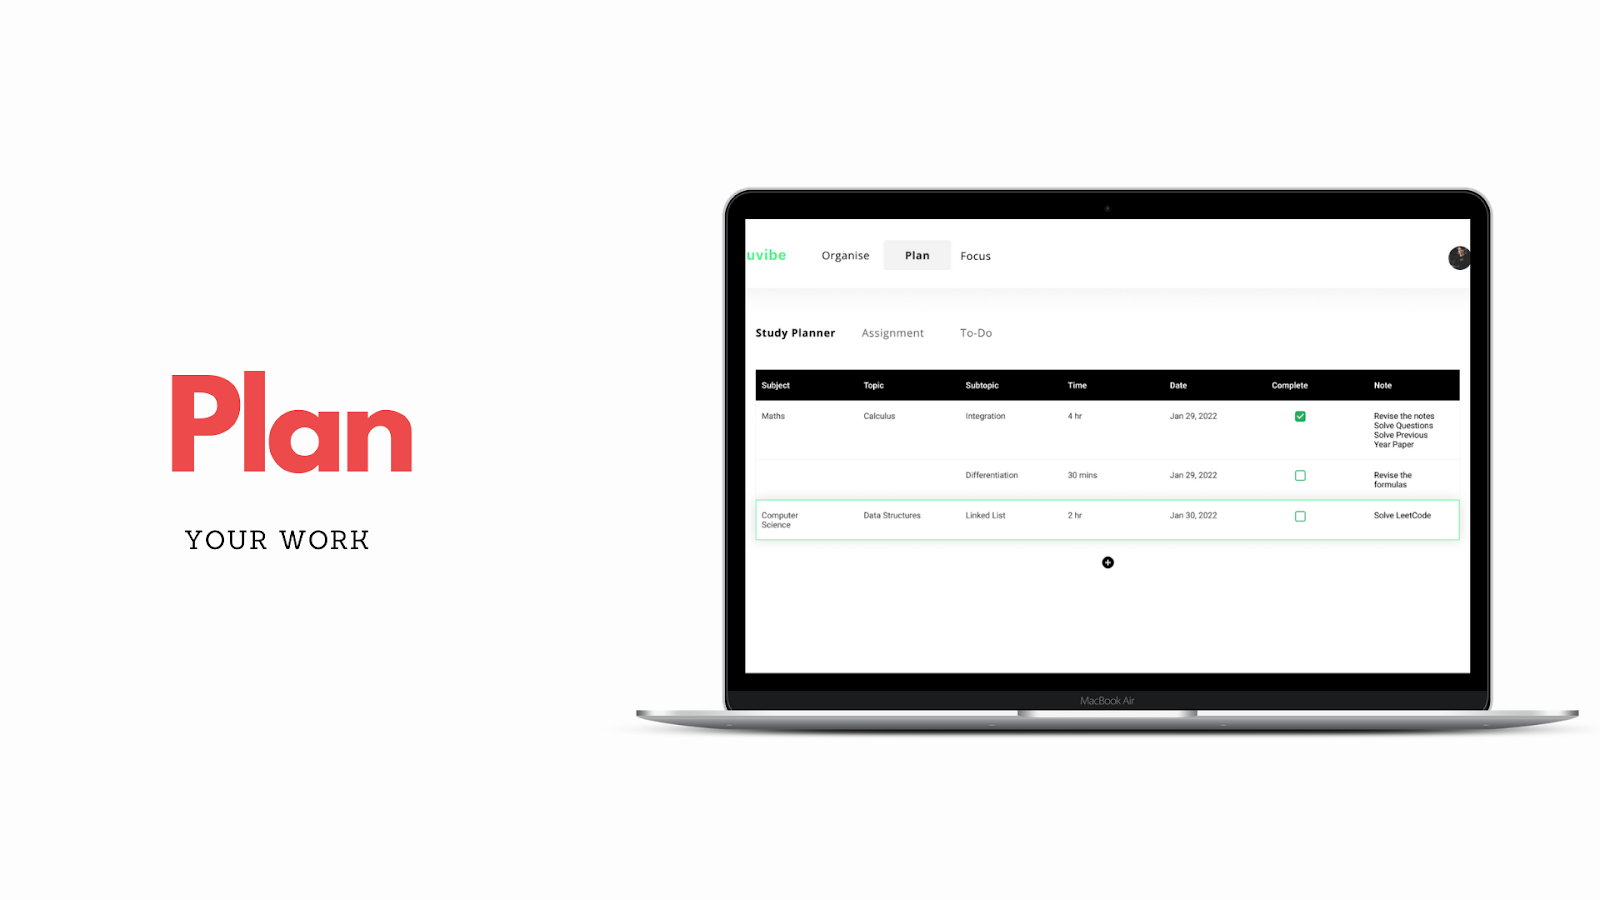 Plan
YOUR WORK
uvibe Organise Plan Focus
Study Planner Assignment To-Do
Subject Topic Subtopic Time Date Complete Note
Maths Calculus Integration 4 hr Jan 29, 2022 Revise the notes
Solve Questions
Solve Previous
Year Paper
Differentiation 30 mins Jan 29, 2022 Revise the
formulas
Computer Data Structures Linked List 2 hr Jan 30, 2022 Solve LeetCode
Science
MacBook Air